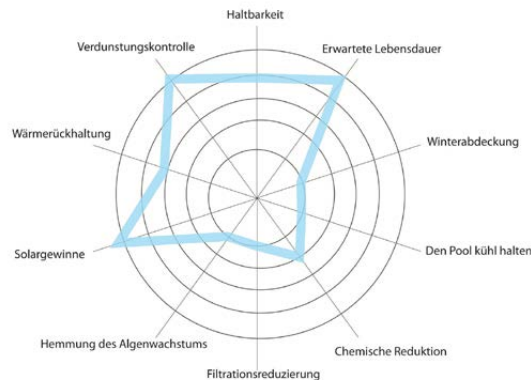 Haltbarkeit
Verdunstungskontrolle
Erwartete Lebensdauer
Wärmerückhaltung
Winterabdeckung
Solargewinne
Den Pool kühl halten
Hemmung des Algenwachstums
Chemische Reduktion
Filtrationsreduzierung